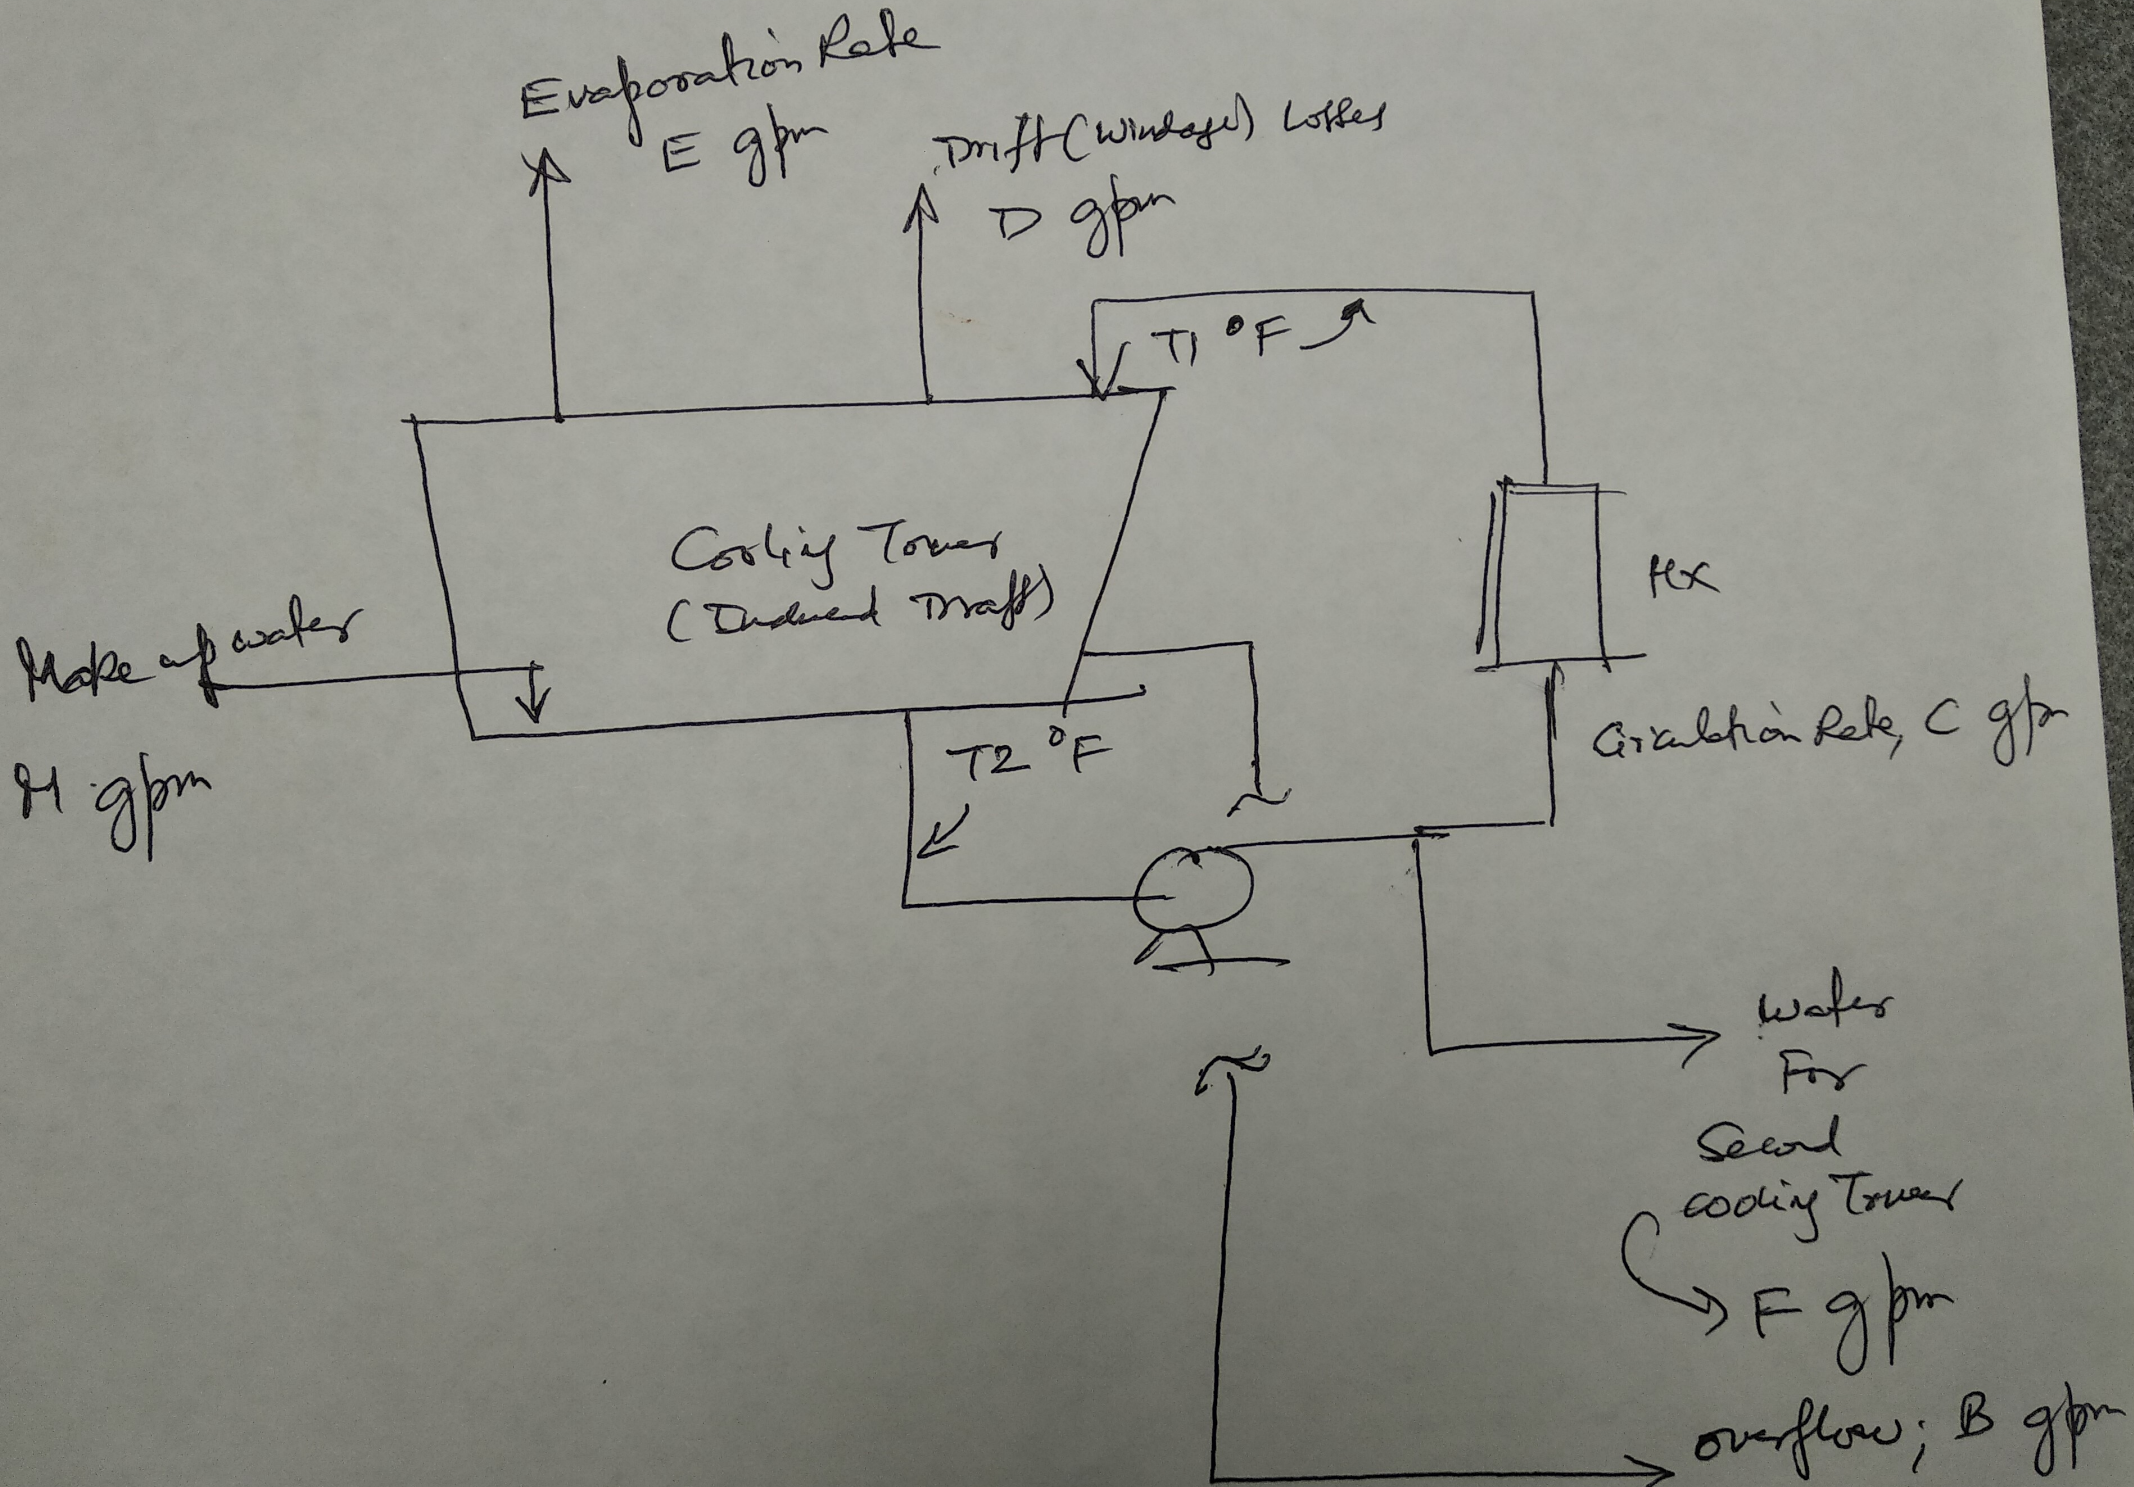 Evaporation Rate
E gpm
Drift (Windage) Losses
D gpm
T1 °F
Cooling Tower
(Induced Draft)
HX
Make up water
M gpm
T2 °F
Circulation Rate, C gpm
Water
For
Second
cooling Tower
F gpm
overflow; B gpm